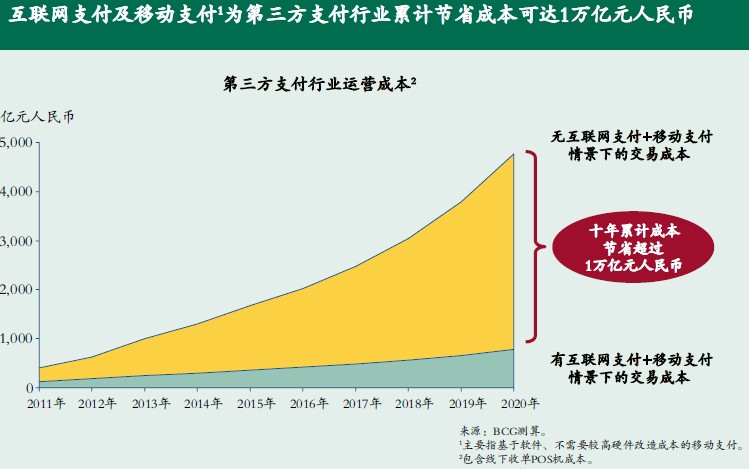 互联网支付及移动支付¹为第三方支付行业累计节省成本可达1万亿元人民币
第三方支付行业运营成本²
亿元人民币
5,000
4,000
3,000
2,000
1,000
0
2011年 2012年 2013年 2014年 2015年 2016年 2017年 2018年 2019年 2020年
无互联网支付+移动支付
情景下的交易成本
十年累计成本
节省超过
1万亿元人民币
有互联网支付+移动支付
情景下的交易成本
来源：BCG测算。
¹主要指基于软件、不需要较高硬件改造成本的移动支付。
²包含线下收单POS机成本。